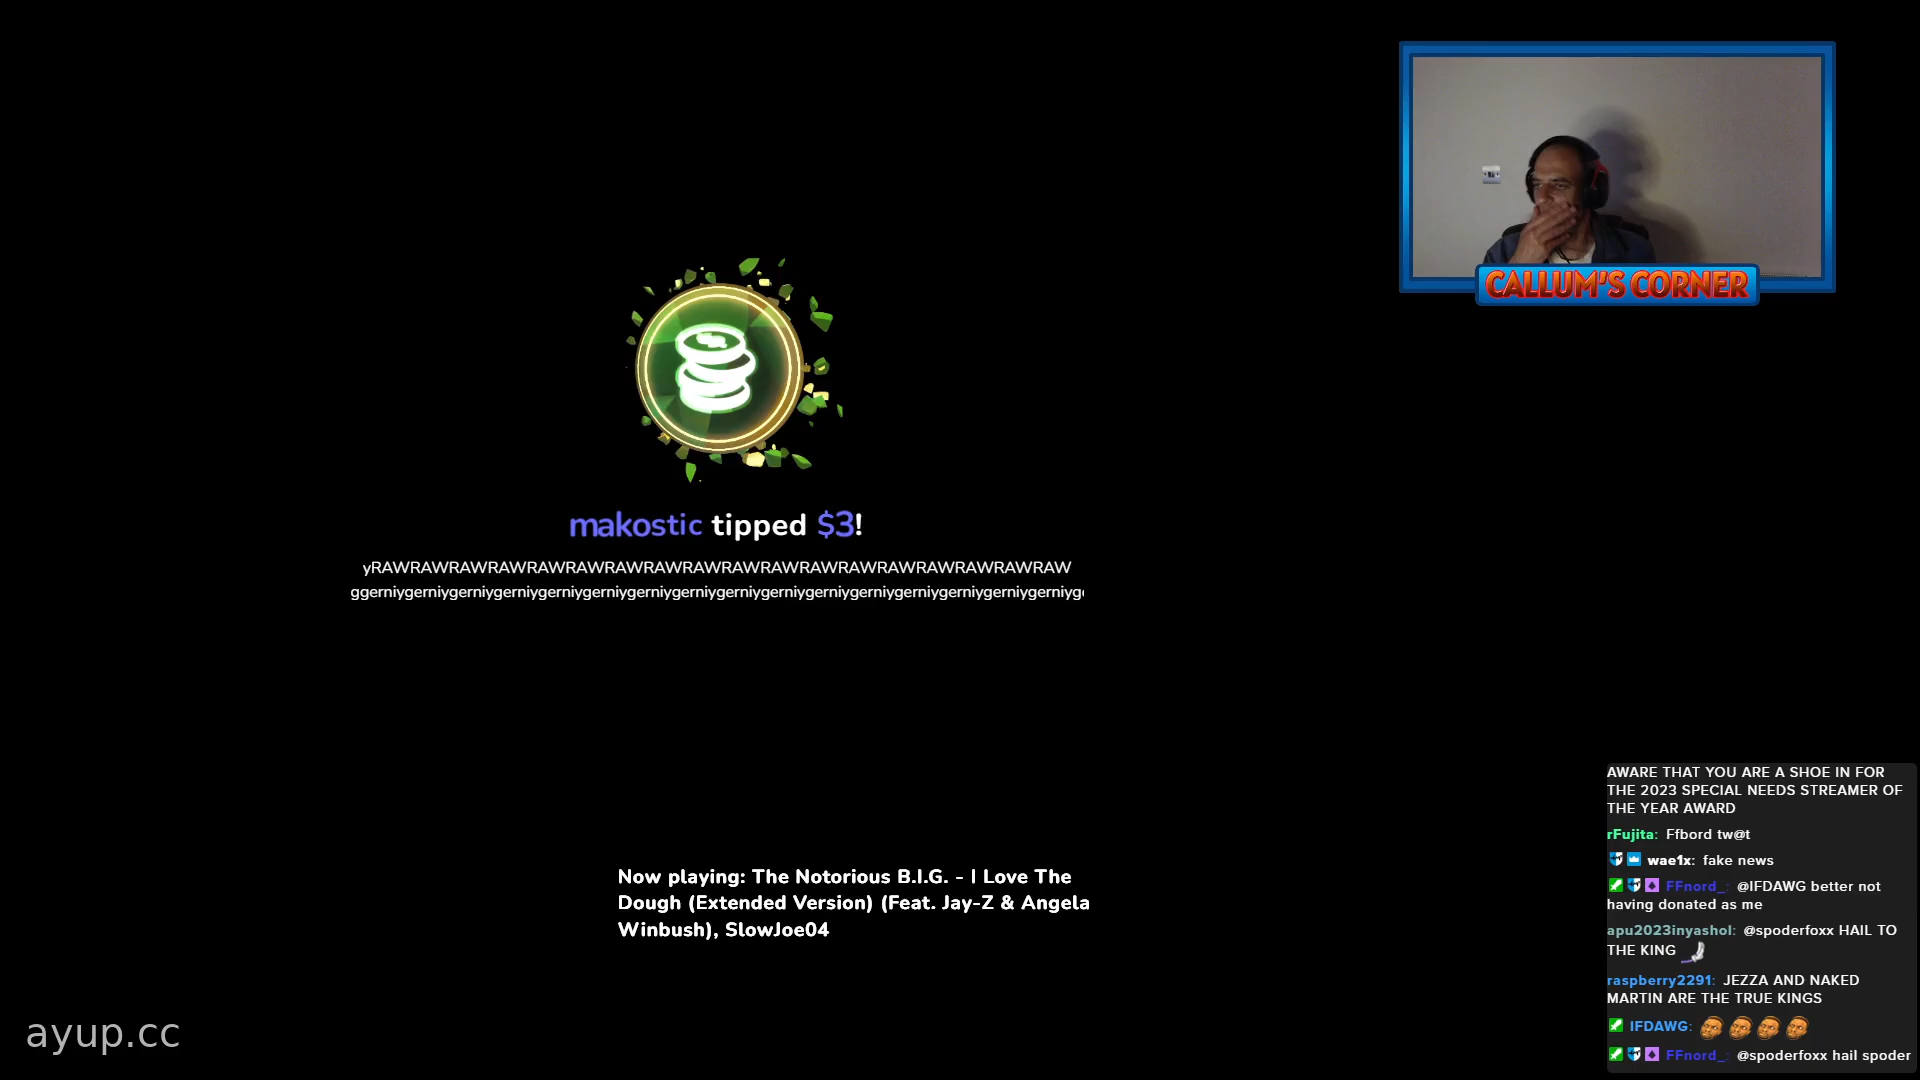 CALLUM'S CORNER
makostic tipped $3!
yRAWRAWRAWRAWRAWRAWRAWRAWRAWRAWRAWRAWRAWRAWRAWRAWRAWRAW
ggerniygerniygerniygerniygerniygerniygerniygerniygerniygerniygerniygerniygerniygerniygerniygerniyg
Now playing: The Notorious B.I.G. - I Love The
Dough (Extended Version) (Feat. Jay-Z & Angela
Winbush), SlowJoe04
AWARE THAT YOU ARE A SHOE IN FOR
THE 2023 SPECIAL NEEDS STREAMER OF
THE YEAR AWARD
rFujita: Ffbord tw@t
wae1x: fake news
FFnord_: @IFDAWG better not
having donated as me
apu2023inyashol: @spoderfoxx HAIL TO
THE KING
raspberry2291: JEZZA AND NAKED
MARTIN ARE THE TRUE KINGS
IFDAWG:
FFnord_: @spoderfoxx hail spoder
ayup.cc